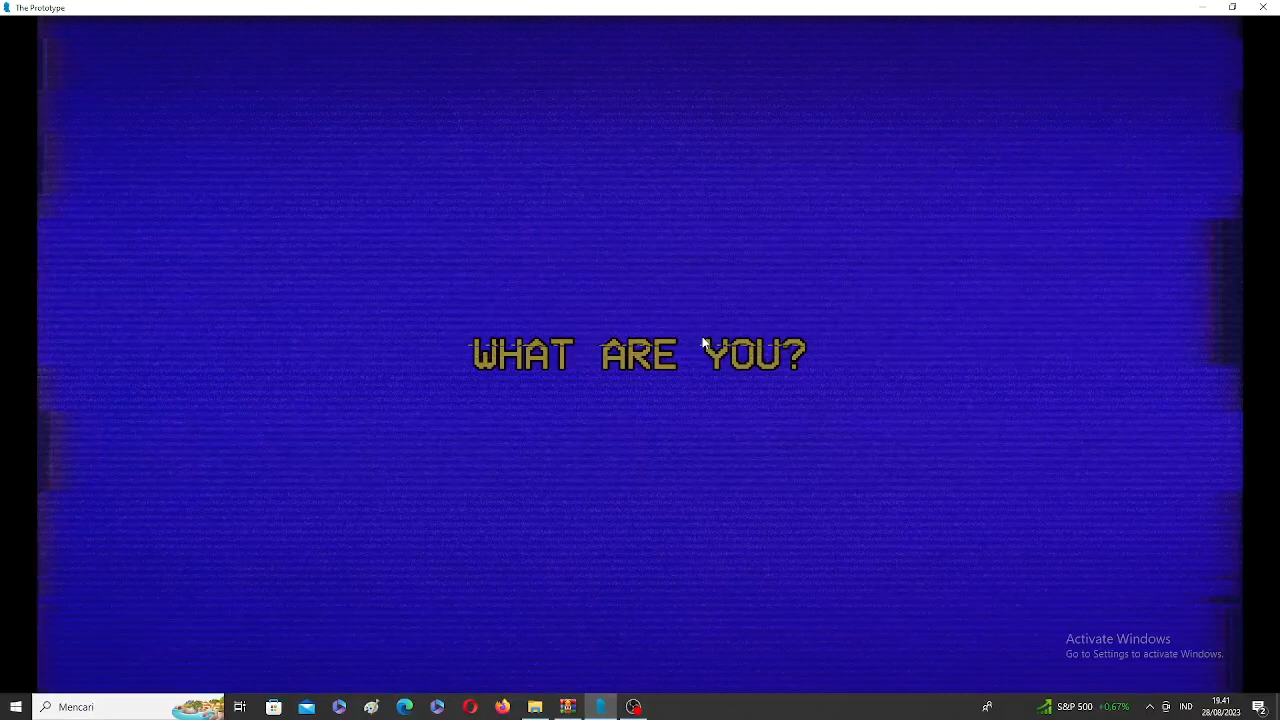 The Prototype
WHAT ARE YOU?
Activate Windows
Go to Settings to activate Windows.
Mencari
S&P 500 +0,67%
IND
19.41
28/08/2023